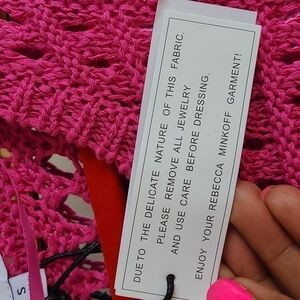 DUE TO THE DELICATE NATURE OF THIS FABRIC,
PLEASE REMOVE ALL JEWELRY
AND USE CARE BEFORE DRESSING.
ENJOY YOUR REBECCA MINKOFF GARMENT!
S